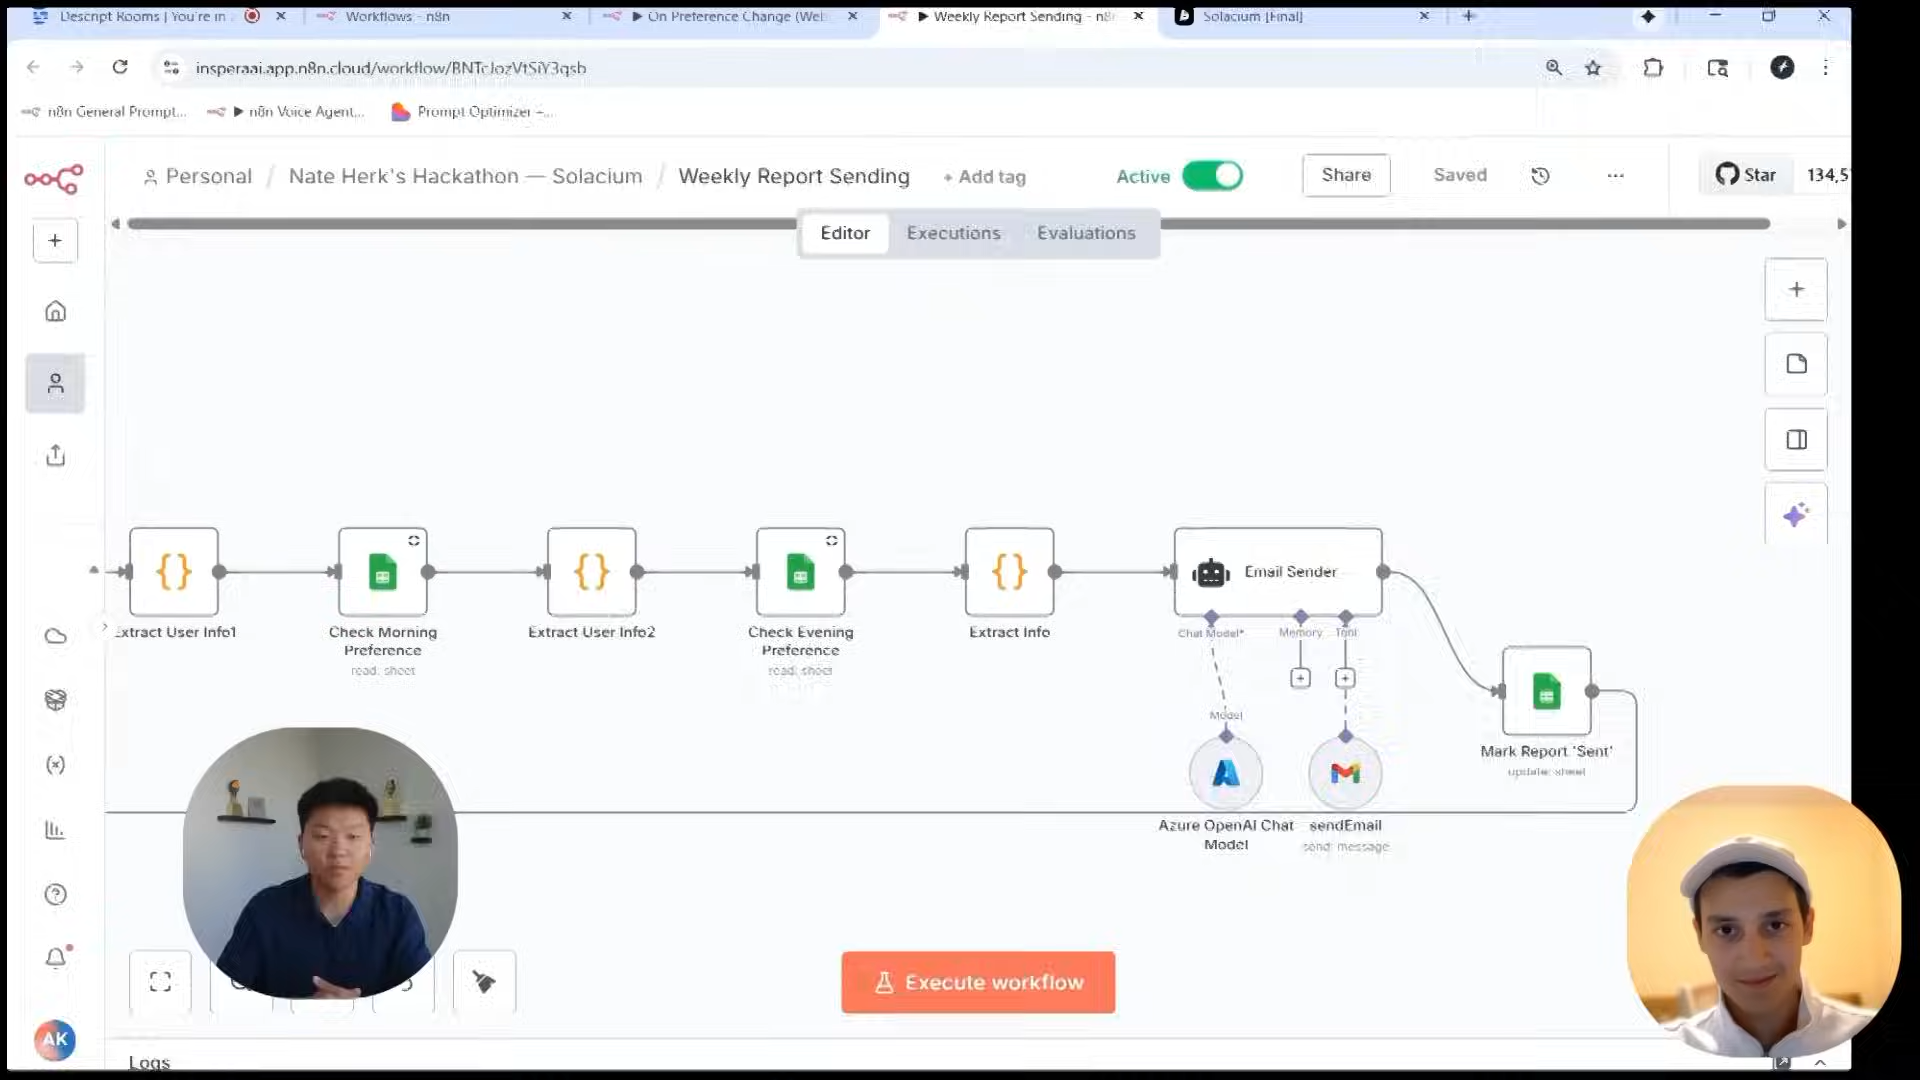 Descript Rooms | You're in
Workflows - n8n
▶ On Preference Change (Web
▶ Weekly Report Sending - n8n
Solacium [Final]
insperaai.app.n8n.cloud/workflow/BNTcJozVtSiY3qsb
n8n General Prompt...
▶ n8n Voice Agent...
Prompt Optimizer -...
Personal / Nate Herk's Hackathon — Solacium / Weekly Report Sending
+ Add tag
Active
Share
Saved
...
Star
134,5
Editor
Executions
Evaluations
Email Sender
Extract User Info1
Check Morning Preference
read: sheet
Extract User Info2
Check Evening Preference
read: sheet
Extract Info
Chat Model*
Memory
Tool
Model
Mark Report 'Sent'
update: sheet
Azure OpenAI Chat Model
sendEmail
send: message
Execute workflow
AK
Logs